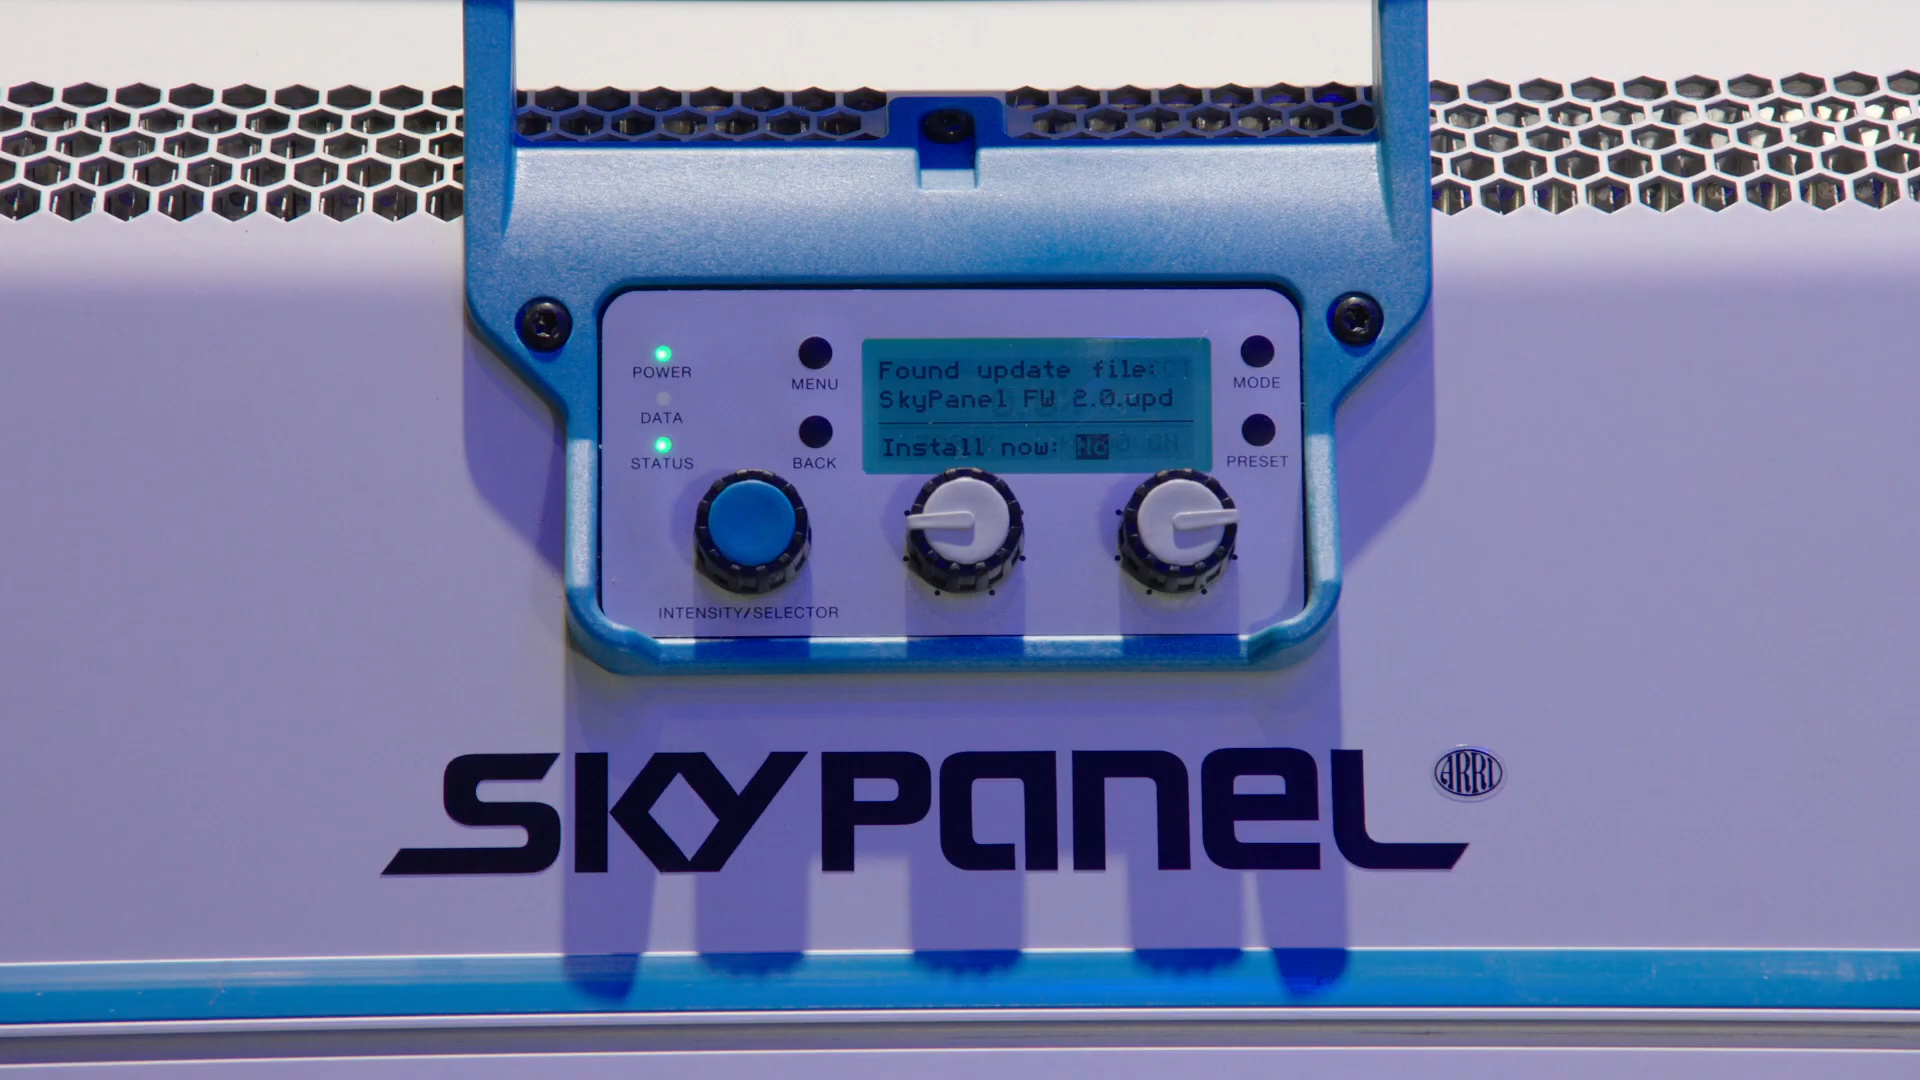 POWER
DATA
STATUS
MENU
BACK
Found update file:
SkyPanel FW 2.0.upd
Install now: No
MODE
PRESET
INTENSITY/SELECTOR
SKYPANEL
ARRI